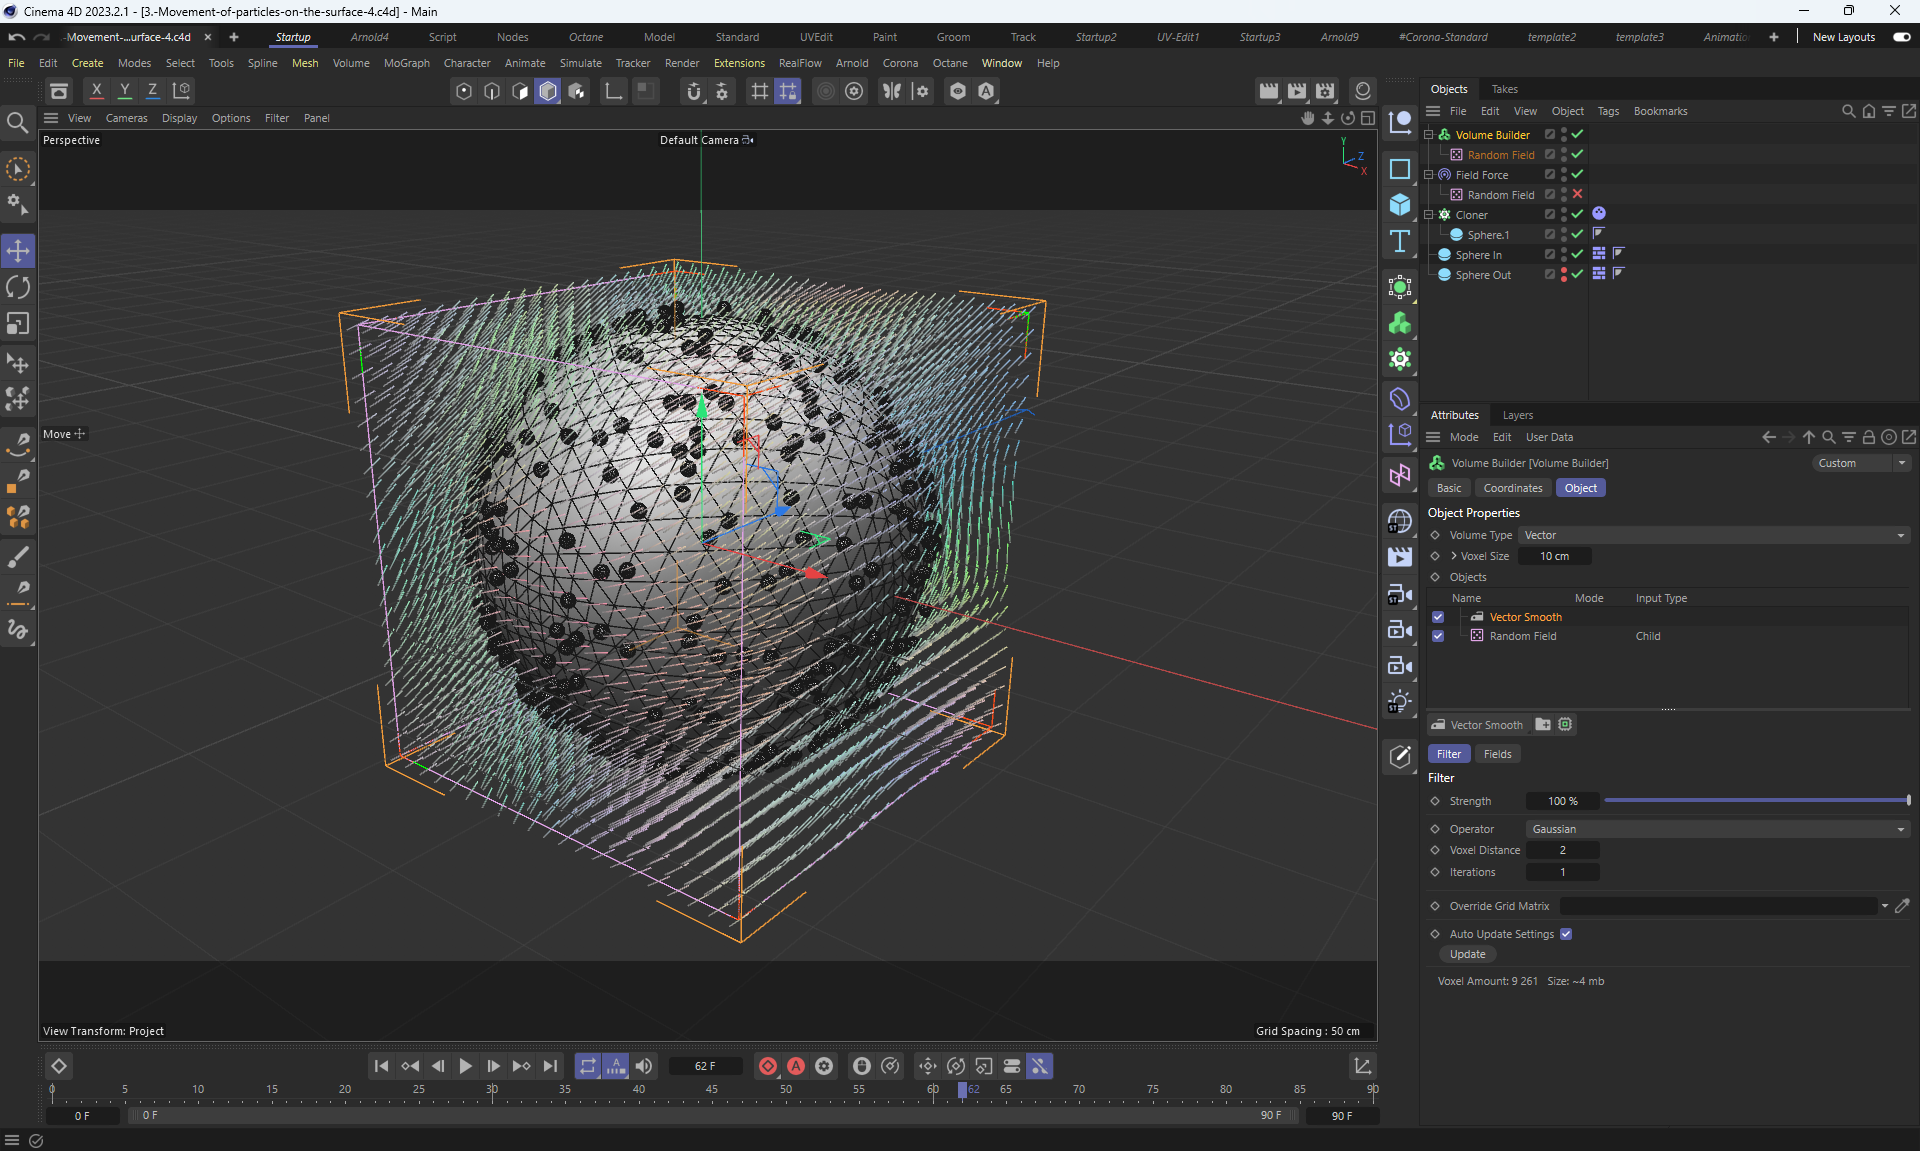 Cinema 4D 2023.2.1 - [3.-Movement-of-particles-on-the-surface-4.c4d] - Main
-Movement-...urface-4.c4d Startup Arnold4 Script Nodes Octane Model Standard UVEdit Paint Groom Track Startup2 UV-Edit1 Startup3 Arnold9 #Corona-Standard template2 template3 Animatio New Layouts
File Edit Create Modes Select Tools Spline Mesh Volume MoGraph Character Animate Simulate Tracker Render Extensions RealFlow Arnold Corona Octane Window Help
X Y Z
View Cameras Display Options Filter Panel
Perspective
Default Camera
Y
Z
X
Move
View Transform: Project
Grid Spacing : 50 cm
ST
ST
ST
Objects Takes
File Edit View Object Tags Bookmarks
Volume Builder
Random Field
Field Force
Random Field
Cloner
Sphere.1
Sphere In
Sphere Out
Attributes Layers
Mode Edit User Data
Volume Builder [Volume Builder] Custom
Basic Coordinates Object
Object Properties
Volume Type Vector
Voxel Size 10 cm
Objects
Name Mode Input Type
Vector Smooth
Random Field Child
Vector Smooth
Filter Fields
Filter
Strength 100 %
Operator Gaussian
Voxel Distance 2
Iterations 1
Override Grid Matrix
Auto Update Settings
Update
Voxel Amount: 9 261 Size: ~4 mb
62 F
0 5 10 15 20 25 30 35 40 45 50 55 60 62 65 70 75 80 85 90
0 F 0 F 90 F 90 F